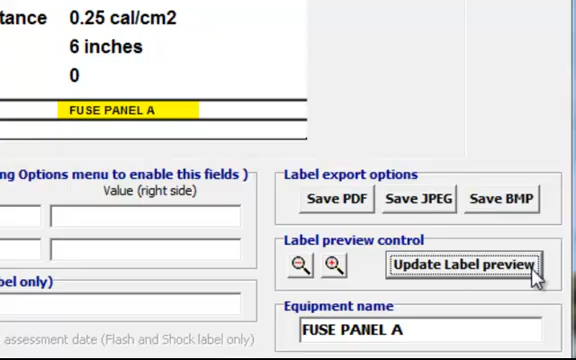 tance 0.25 cal/cm2
6 inches
0
FUSE PANEL A
ng Options menu to enable this fields )
Value (right side)
Label export options
Save PDF Save JPEG Save BMP
Label preview control
Update Label preview
bel only)
Equipment name
FUSE PANEL A
assessment date (Flash and Shock label only)